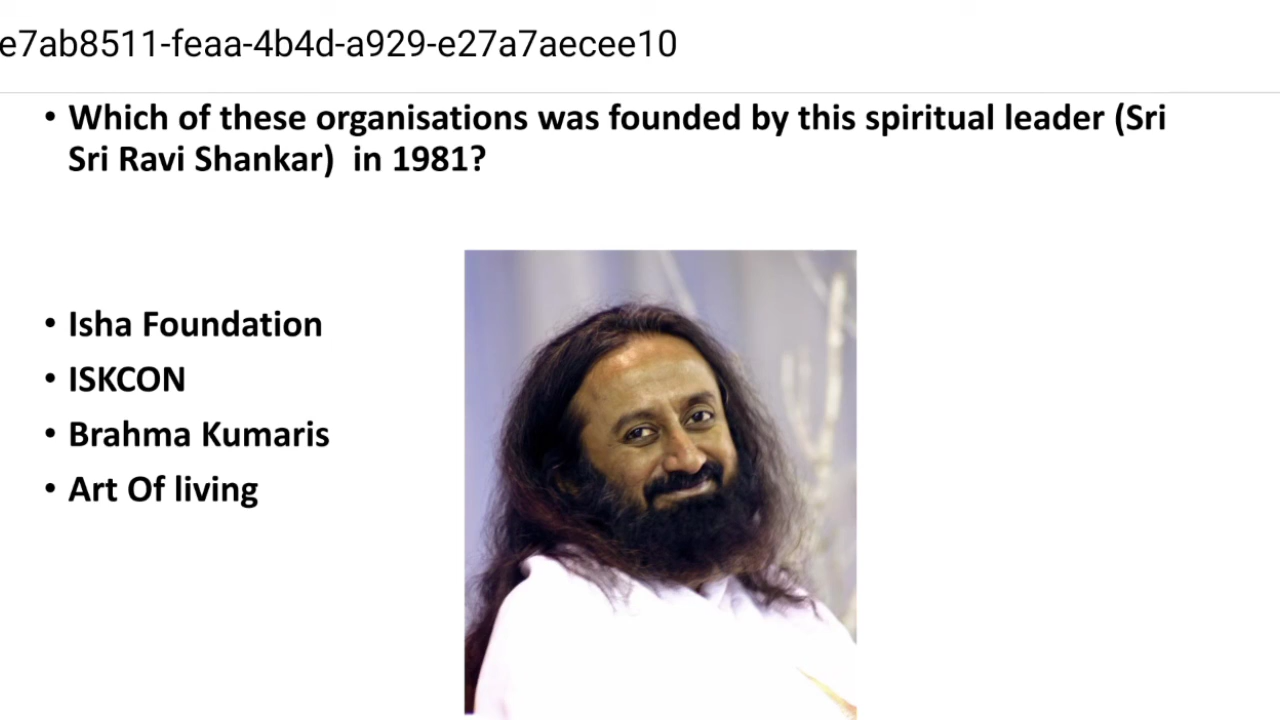 e7ab8511-feaa-4b4d-a929-e27a7aecee10
• Which of these organisations was founded by this spiritual leader (Sri
Sri Ravi Shankar)  in 1981?
• Isha Foundation
• ISKCON
• Brahma Kumaris
• Art Of living